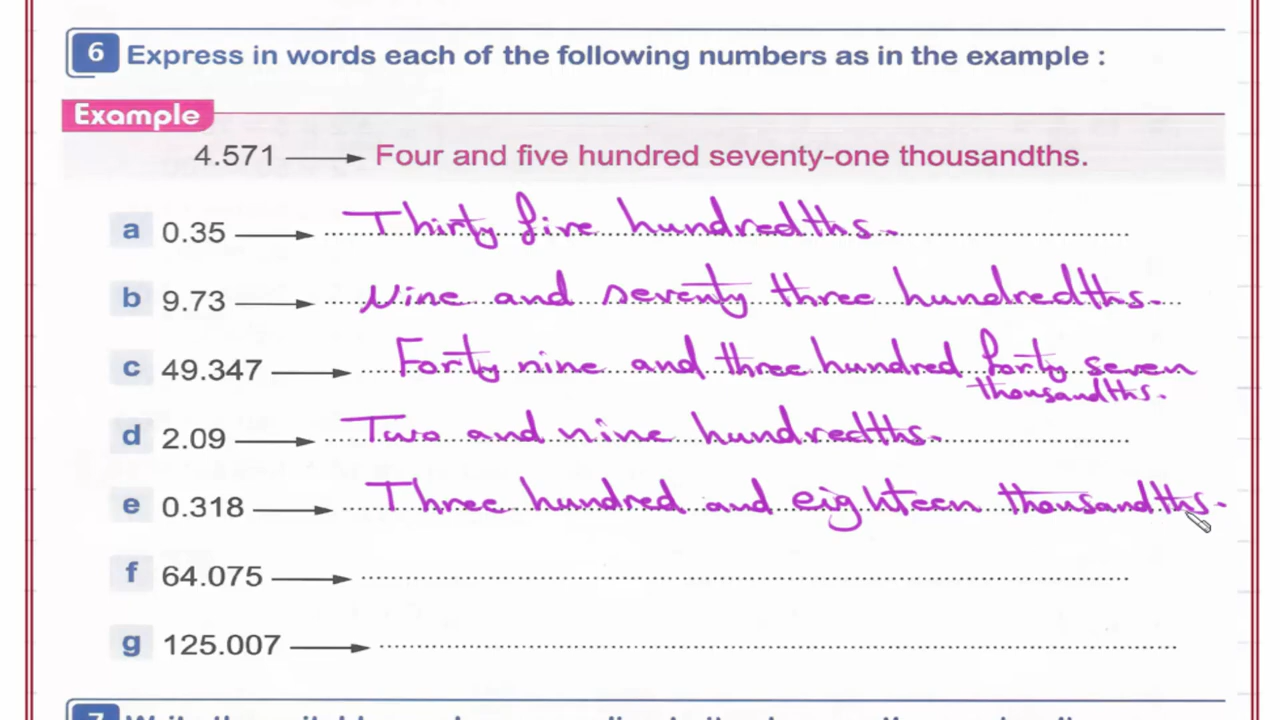 6 Express in words each of the following numbers as in the example :
Example
4.571 → Four and five hundred seventy-one thousandths.
a 0.35 → Thirty five hundredths.
b 9.73 → Nine and seventy three hundredths.
c 49.347 → Forty nine and three hundred forty seven
thousandths.
d 2.09 → Two and nine hundredths.
e 0.318 → Three hundred and eighteen thousandths.
f 64.075 →
g 125.007 →
7